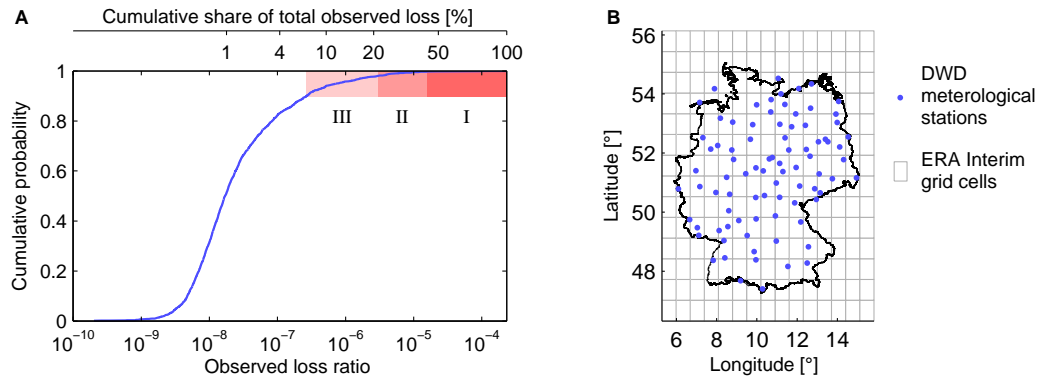 A
Cumulative share of total observed loss [%]
1 4 10 20 50 100
Cumulative probability
1
0.8
0.6
0.4
0.2
0
III II I
10⁻¹⁰ 10⁻⁹ 10⁻⁸ 10⁻⁷ 10⁻⁶ 10⁻⁵ 10⁻⁴
Observed loss ratio
B
Latitude [°]
56
54
52
50
48
6 8 10 12 14
Longitude [°]
DWD
meterological
stations
ERA Interim
grid cells